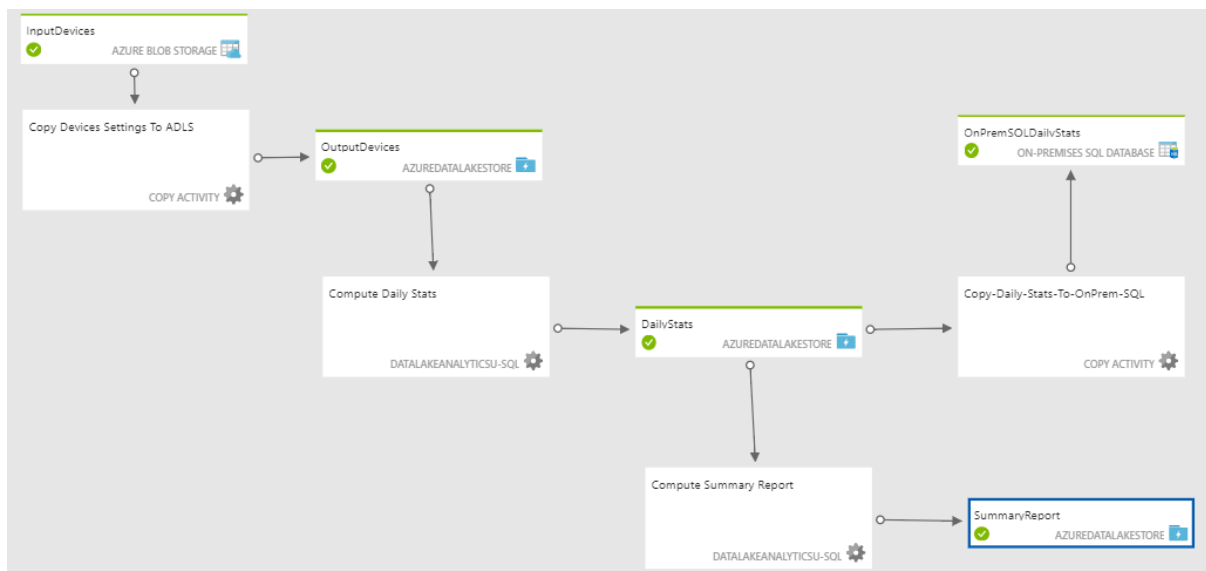 InputDevices
AZURE BLOB STORAGE
Copy Devices Settings To ADLS
COPY ACTIVITY
OutputDevices
AZUREDATALAKESTORE
Compute Daily Stats
DATALAKEANALYTICSU-SQL
DailyStats
AZUREDATALAKESTORE
OnPremSQLDailyStats
ON-PREMISES SQL DATABASE
Copy-Daily-Stats-To-OnPrem-SQL
COPY ACTIVITY
Compute Summary Report
DATALAKEANALYTICSU-SQL
SummaryReport
AZUREDATALAKESTORE